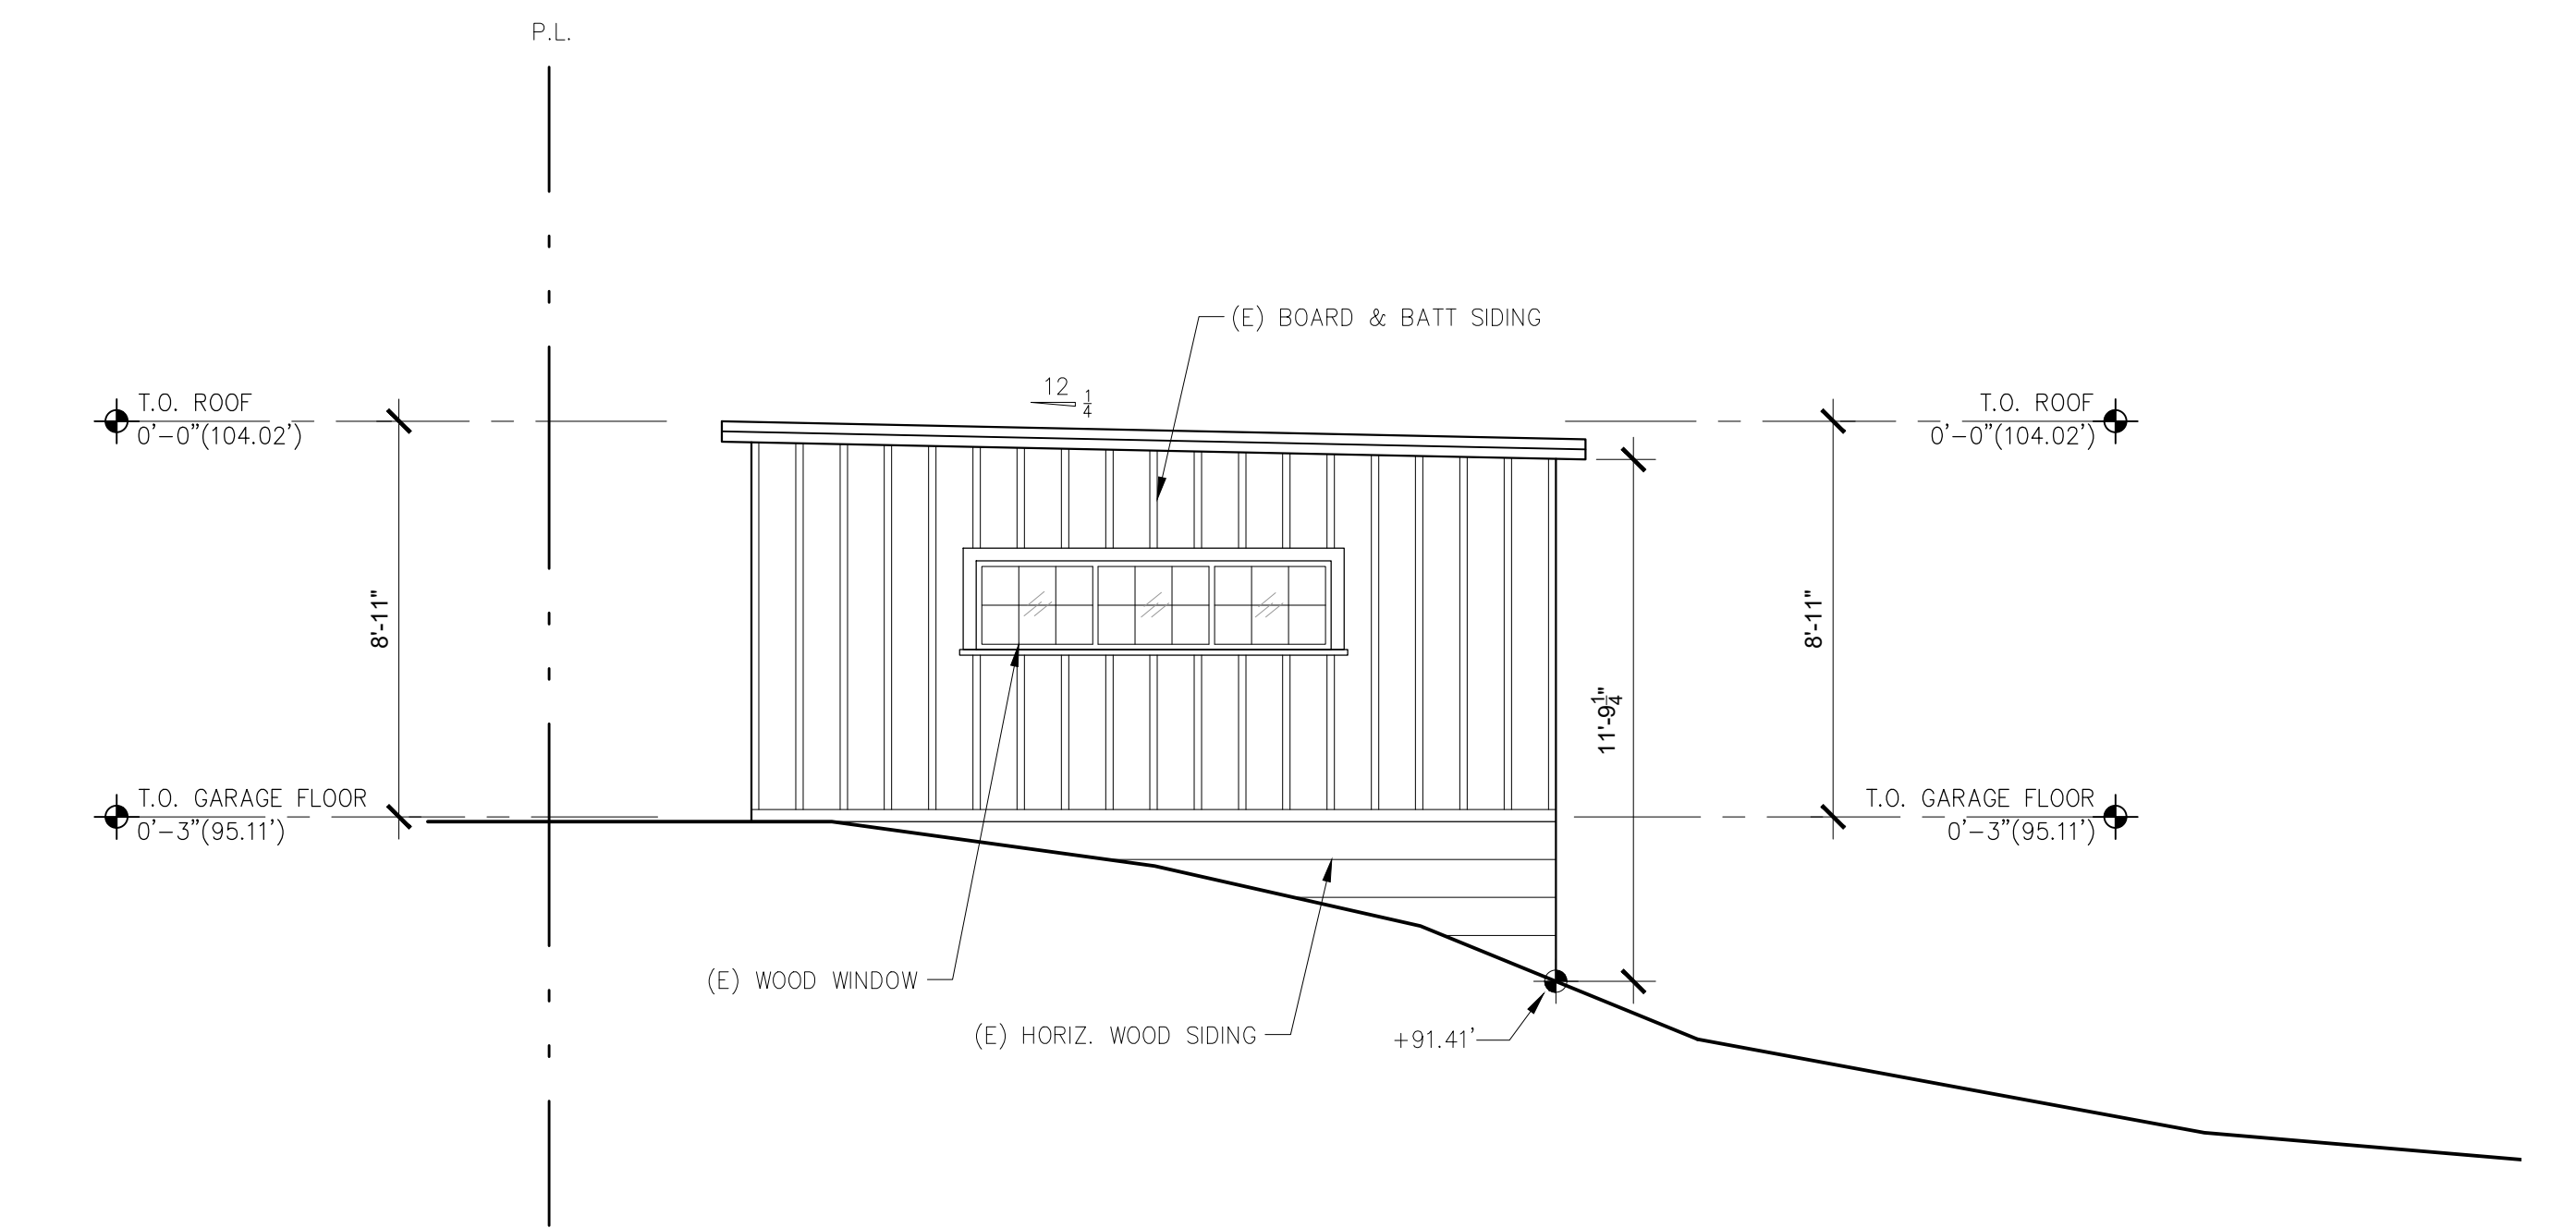 P.L.
(E) BOARD & BATT SIDING
12
1/4
T.O. ROOF
0'-0"(104.02')
T.O. ROOF
0'-0"(104.02')
8'-11"
8'-11"
11'-9 1/4"
T.O. GARAGE FLOOR
0'-3"(95.11')
T.O. GARAGE FLOOR
0'-3"(95.11')
(E) WOOD WINDOW
(E) HORIZ. WOOD SIDING
+91.41'